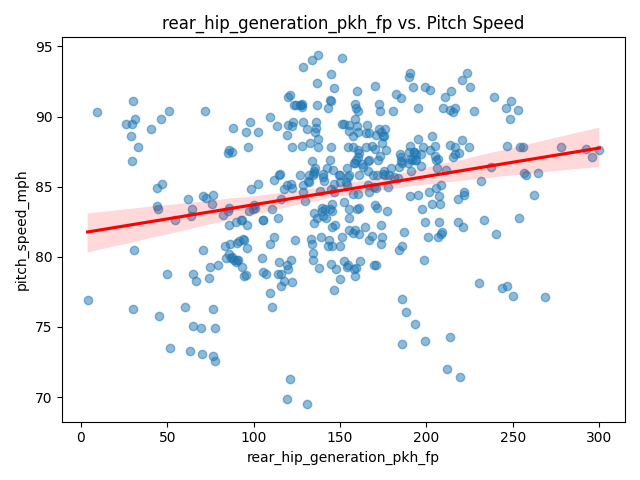 rear_hip_generation_pkh_fp vs. Pitch Speed
pitch_speed_mph
95
90
85
80
75
70
0 50 100 150 200 250 300
rear_hip_generation_pkh_fp